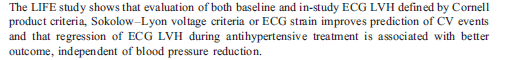 The LIFE study shows that evaluation of both baseline and in-study ECG LVH defined by Cornell
product criteria, Sokolow–Lyon voltage criteria or ECG strain improves prediction of CV events
and that regression of ECG LVH during antihypertensive treatment is associated with better
outcome, independent of blood pressure reduction.